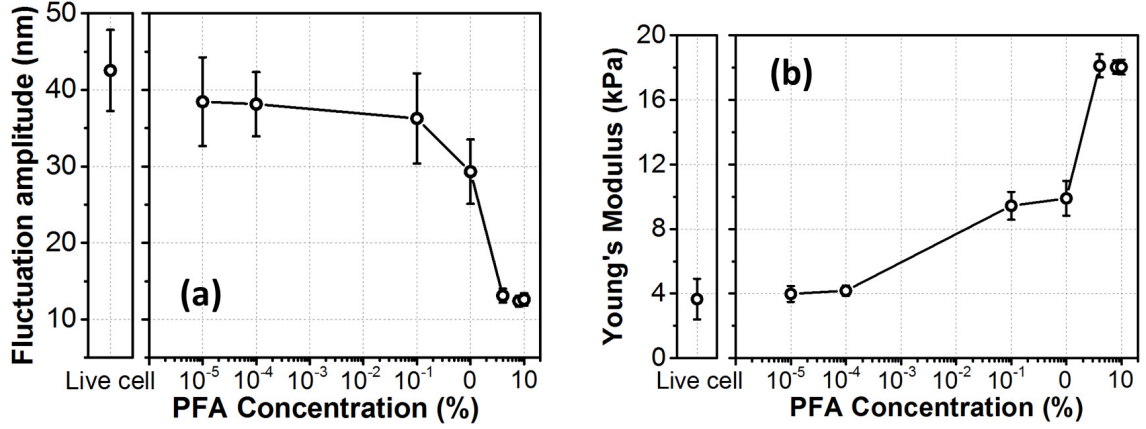 Fluctuation amplitude (nm)
50
40
30
20
10
(a)
Live cell
10⁻⁵ 10⁻⁴ 10⁻³ 10⁻² 10⁻¹ 0 10
PFA Concentration (%)
Young's Modulus (kPa)
20
16
12
8
4
0
(b)
Live cell
10⁻⁵ 10⁻⁴ 10⁻³ 10⁻² 10⁻¹ 0 10
PFA Concentration (%)